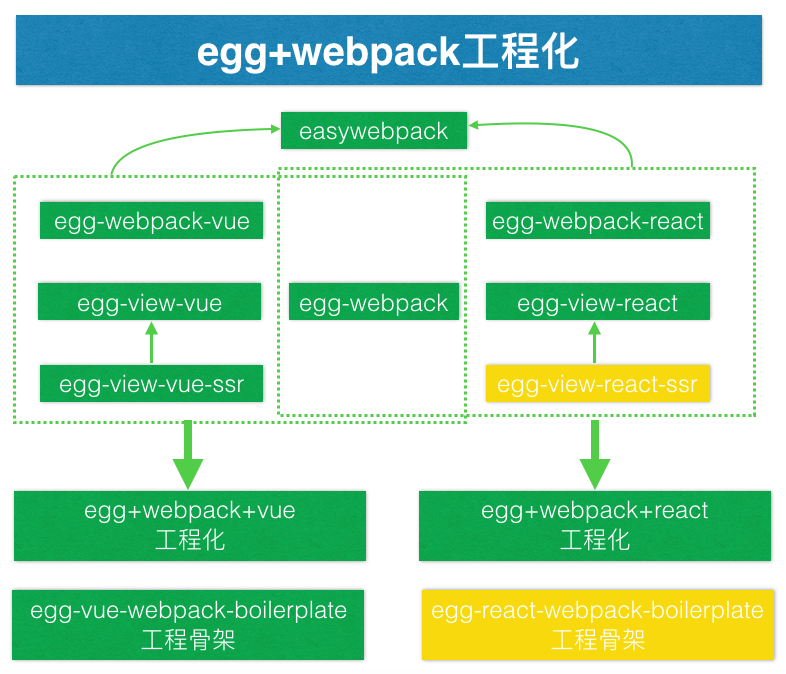 egg+webpack工程化
easywebpack
egg-webpack-vue
egg-webpack-react
egg-view-vue
egg-webpack
egg-view-react
egg-view-vue-ssr
egg-view-react-ssr
egg+webpack+vue
工程化
egg+webpack+react
工程化
egg-vue-webpack-boilerplate
工程骨架
egg-react-webpack-boilerplate
工程骨架